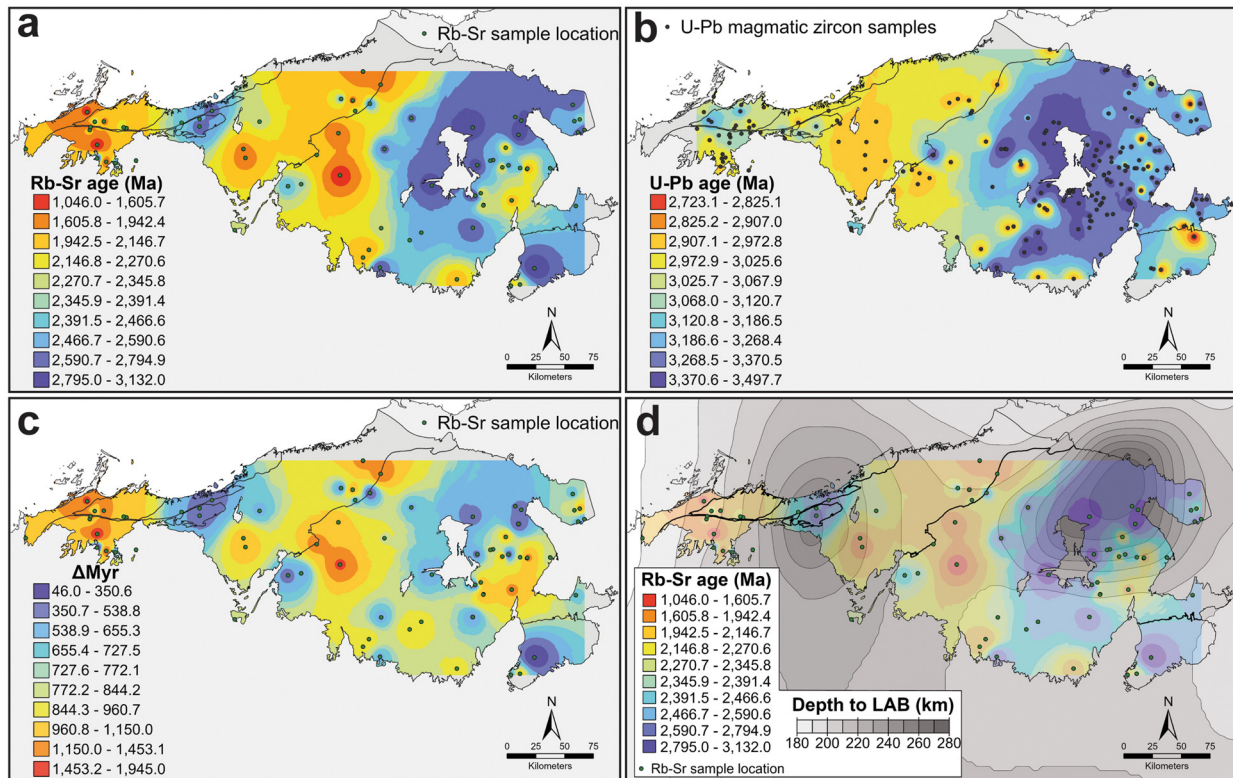 a
Rb-Sr sample location
Rb-Sr age (Ma)
1,046.0 - 1,605.7
1,605.8 - 1,942.4
1,942.5 - 2,146.7
2,146.8 - 2,270.6
2,270.7 - 2,345.8
2,345.9 - 2,391.4
2,391.5 - 2,466.6
2,466.7 - 2,590.6
2,590.7 - 2,794.9
2,795.0 - 3,132.0
N
0 25 50 75
Kilometers
b
U-Pb magmatic zircon samples
U-Pb age (Ma)
2,723.1 - 2,825.1
2,825.2 - 2,907.0
2,907.1 - 2,972.8
2,972.9 - 3,025.6
3,025.7 - 3,067.9
3,068.0 - 3,120.7
3,120.8 - 3,186.5
3,186.6 - 3,268.4
3,268.5 - 3,370.5
3,370.6 - 3,497.7
N
0 25 50 75
Kilometers
c
Rb-Sr sample location
ΔMyr
46.0 - 350.6
350.7 - 538.8
538.9 - 655.3
655.4 - 727.5
727.6 - 772.1
772.2 - 844.2
844.3 - 960.7
960.8 - 1,150.0
1,150.0 - 1,453.1
1,453.2 - 1,945.0
N
0 25 50 75
Kilometers
d
Rb-Sr age (Ma)
1,046.0 - 1,605.7
1,605.8 - 1,942.4
1,942.5 - 2,146.7
2,146.8 - 2,270.6
2,270.7 - 2,345.8
2,345.9 - 2,391.4
2,391.5 - 2,466.6
2,466.7 - 2,590.6
2,590.7 - 2,794.9
2,795.0 - 3,132.0
Rb-Sr sample location
Depth to LAB (km)
180 200 220 240 260 280
N
0 25 50 75
Kilometers